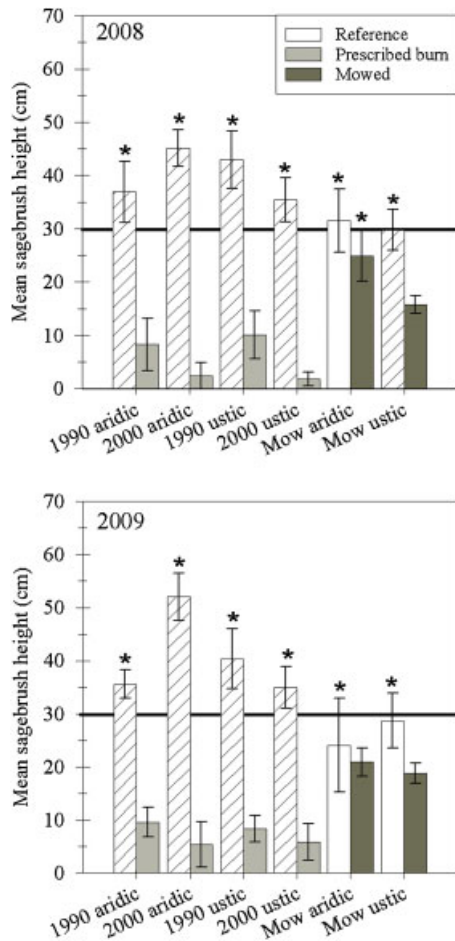 70
2008
Reference
Prescribed burn
Mowed
60
50
40
30
20
10
0
Mean sagebrush height (cm)
* * * * * * *
1990 aridic
2000 aridic
1990 ustic
2000 ustic
Mow aridic
Mow ustic
70
2009
60
50
40
30
20
10
0
Mean sagebrush height (cm)
* * * * * *
1990 aridic
2000 aridic
1990 ustic
2000 ustic
Mow aridic
Mow ustic